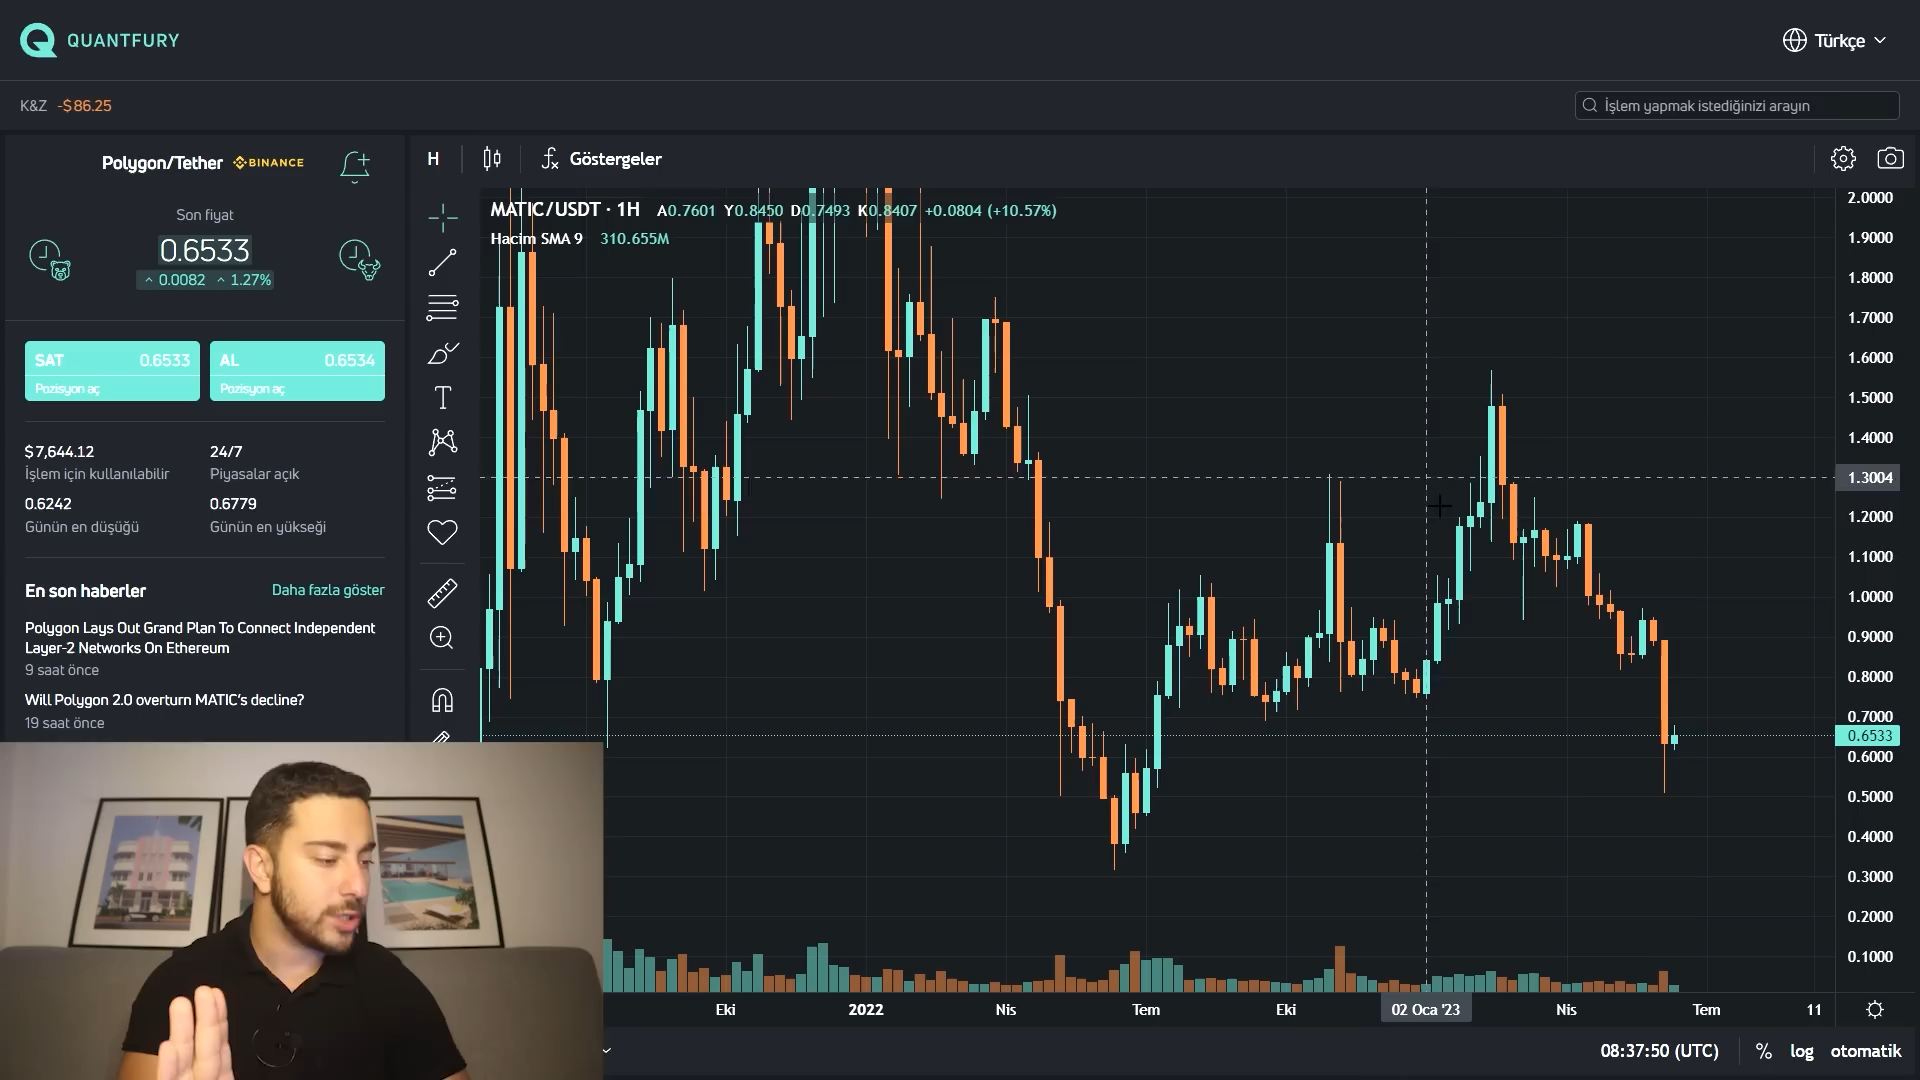 QUANTFURY
Türkçe
K&Z -$86.25
İşlem yapmak istediğinizi arayın
Polygon/Tether BINANCE
H
Göstergeler
Son fiyat
0.6533
0.0082 1.27%
SAT 0.6533
Pozisyon aç
AL 0.6534
Pozisyon aç
$7,644.12
İşlem için kullanılabilir
24/7
Piyasalar açık
0.6242
Günün en düşüğü
0.6779
Günün en yükseği
En son haberler
Daha fazla göster
Polygon Lays Out Grand Plan To Connect Independent
Layer-2 Networks On Ethereum
9 saat önce
Will Polygon 2.0 overturn MATIC's decline?
19 saat önce
MATIC/USDT · 1H A0.7601 Y0.8450 D0.7493 K0.8407 +0.0804 (+10.57%)
Hacim SMA 9 310.655M
2.0000
1.9000
1.8000
1.7000
1.6000
1.5000
1.4000
1.3004
1.2000
1.1000
1.0000
0.9000
0.8000
0.7000
0.6533
0.6000
0.5000
0.4000
0.3000
0.2000
0.1000
Eki
2022
Nis
Tem
Eki
02 Oca '23
Nis
Tem
11
08:37:50 (UTC)
%
log
otomatik